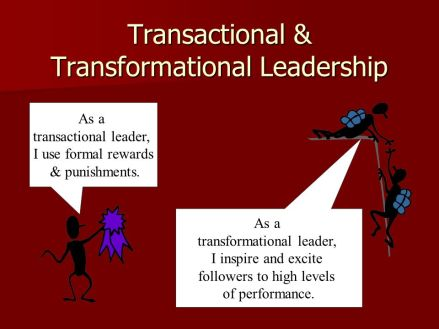 Transactional &
Transformational Leadership
As a
transactional leader,
I use formal rewards
& punishments.
As a
transformational leader,
I inspire and excite
followers to high levels
of performance.